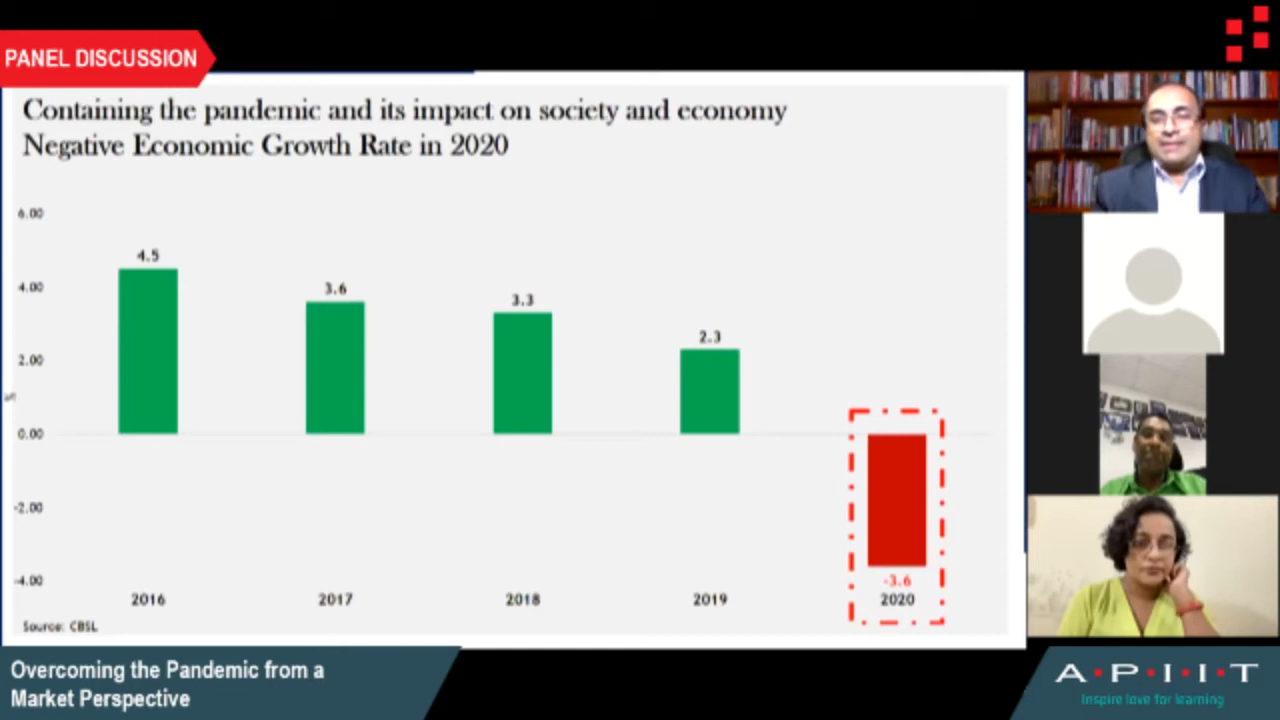 PANEL DISCUSSION
Containing the pandemic and its impact on society and economy
Negative Economic Growth Rate in 2020
6.00
4.00
2.00
0.00
-2.00
-4.00
%
4.5
3.6
3.3
2.3
-3.6
2016
2017
2018
2019
2020
Source: CBSL
Overcoming the Pandemic from a
Market Perspective
A·P·I·I·T
Inspire love for learning